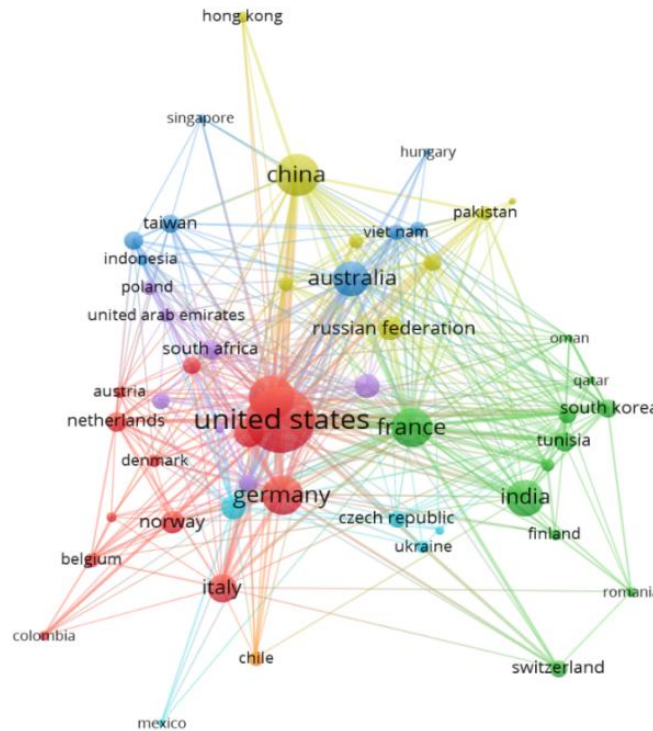 hong kong
singapore
hungary
china
pakistan
taiwan
viet nam
indonesia
australia
poland
united arab emirates
russian federation
south africa
oman
qatar
austria
south korea
netherlands
united states
france
tunisia
denmark
germany
india
norway
czech republic
finland
ukraine
belgium
italy
romania
colombia
chile
switzerland
mexico